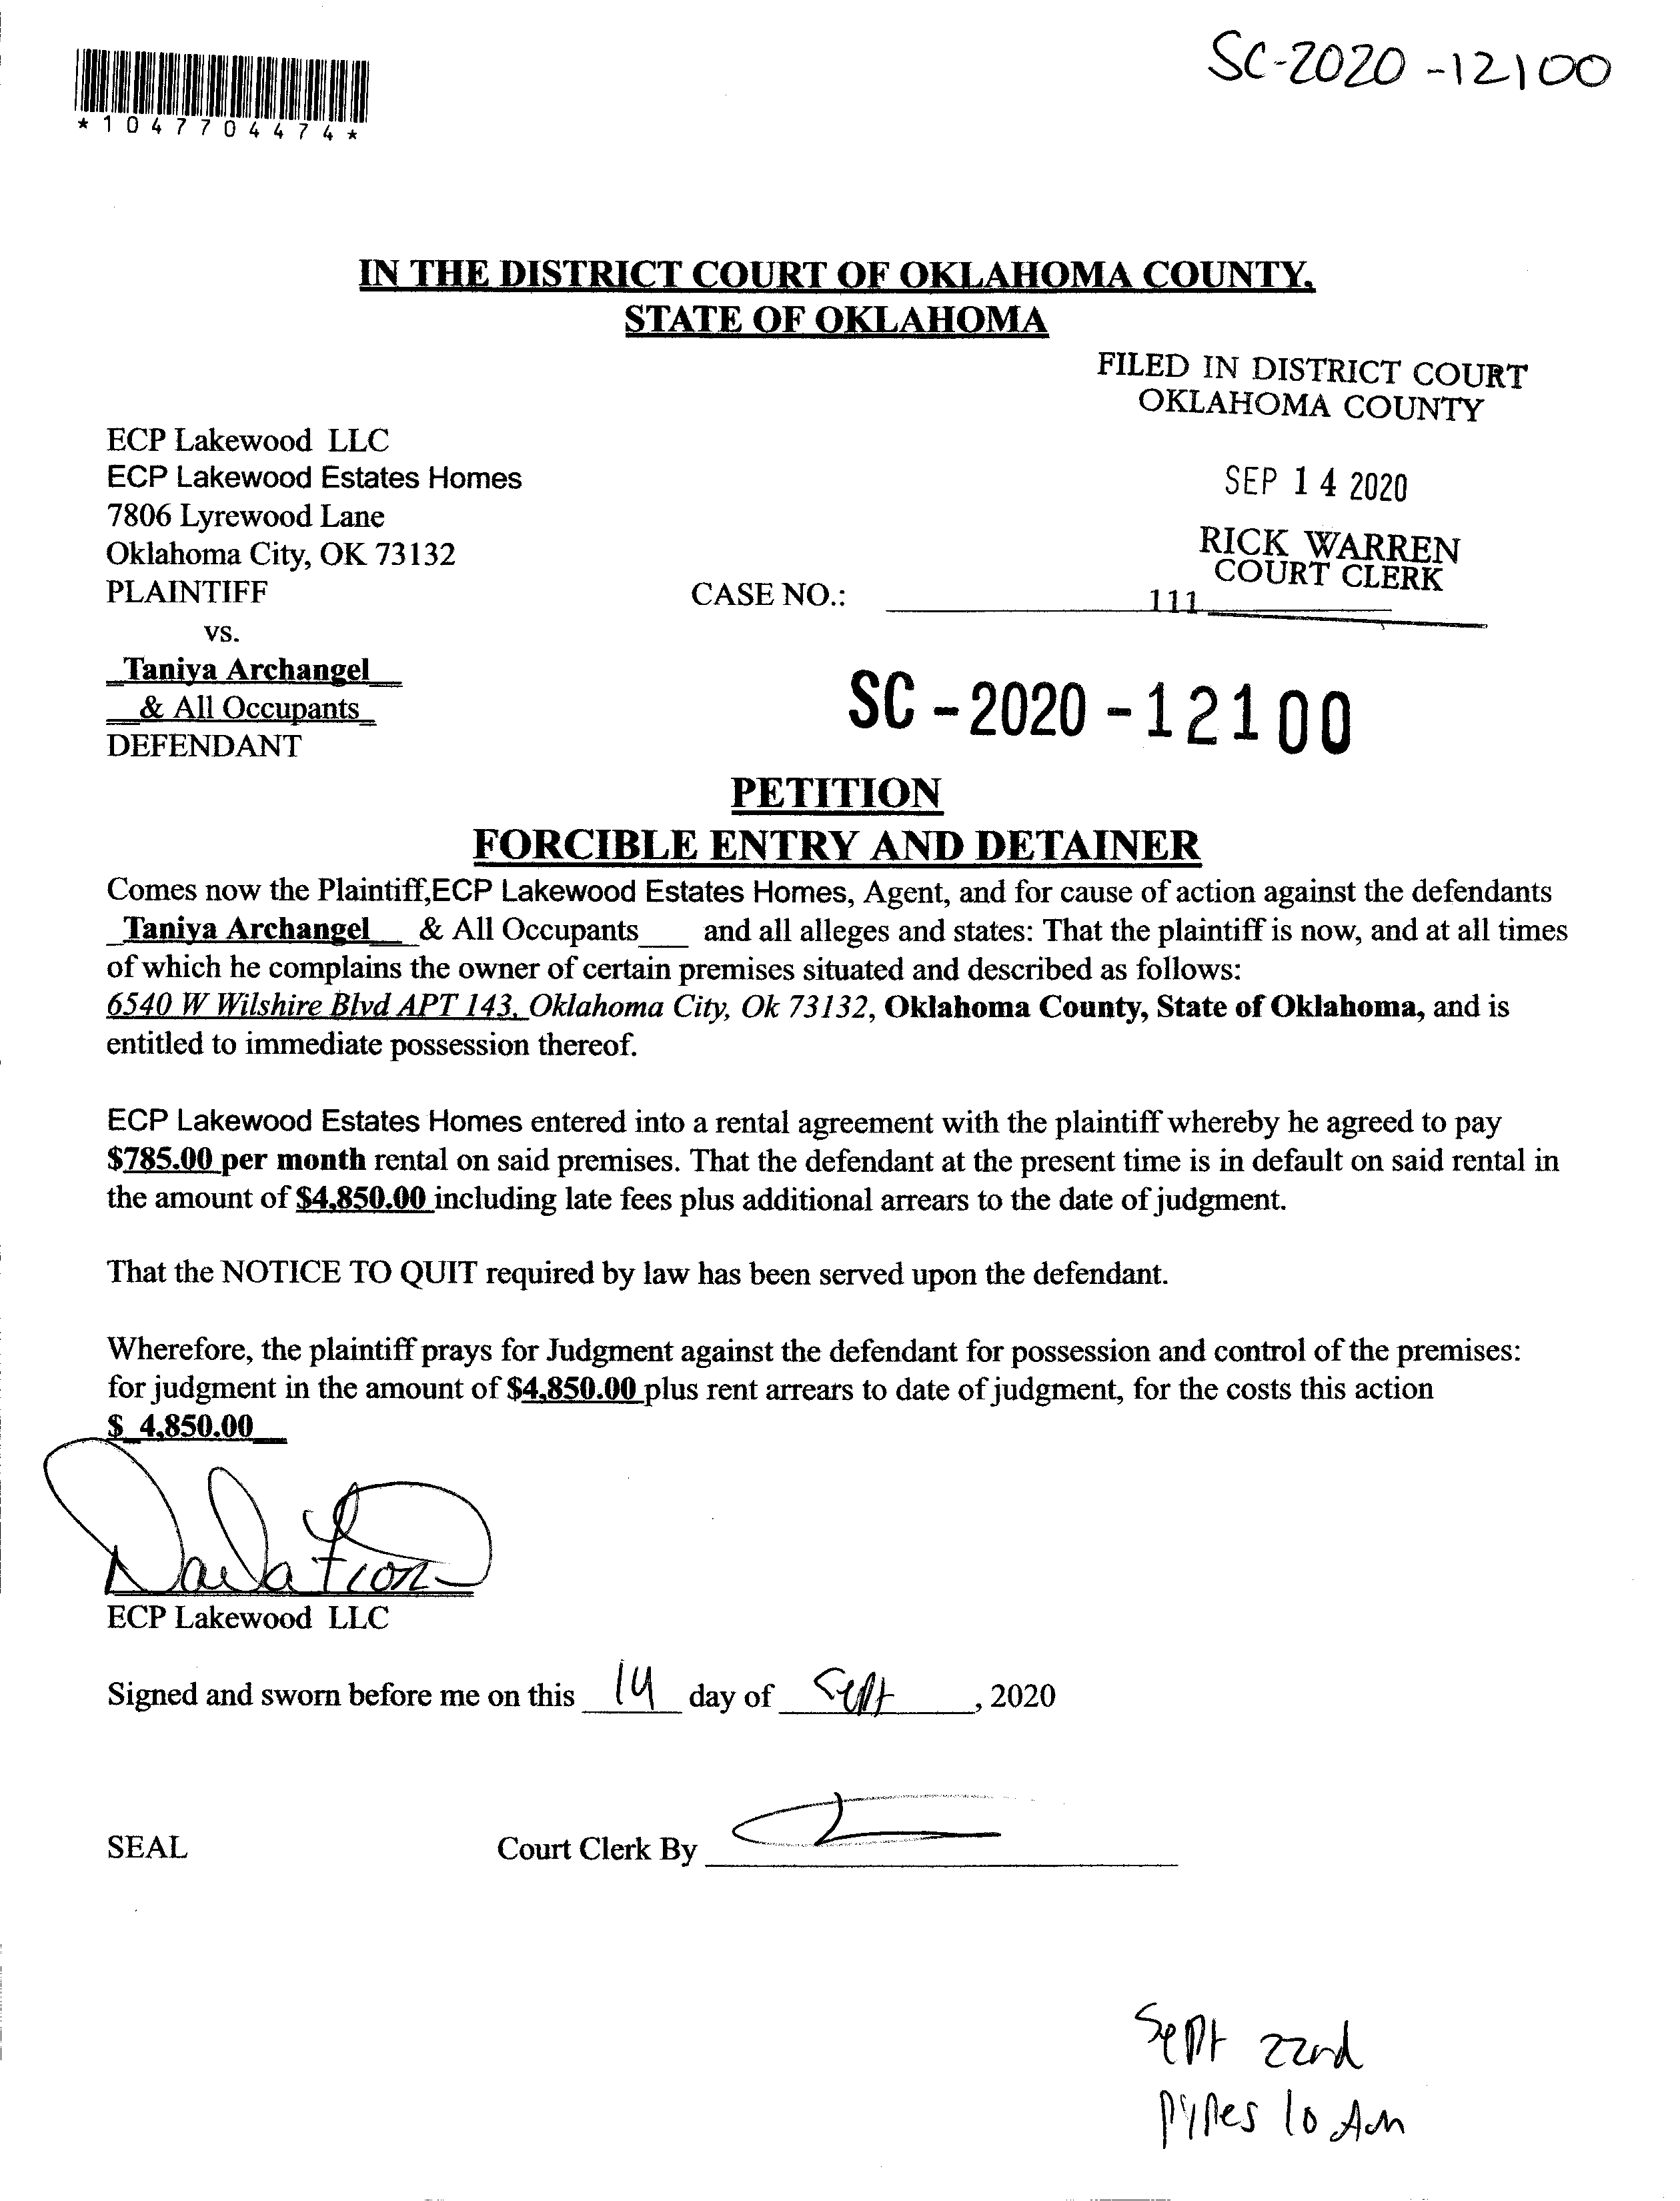 SC-2020-12100
*1047704474*
IN THE DISTRICT COURT OF OKLAHOMA COUNTY,
STATE OF OKLAHOMA
FILED IN DISTRICT COURT
OKLAHOMA COUNTY
ECP Lakewood LLC
ECP Lakewood Estates Homes
SEP 14 2020
7806 Lyrewood Lane
Oklahoma City, OK 73132
RICK WARREN
COURT CLERK
PLAINTIFF
CASE NO.: 111
vs.
Taniya Archangel
& All Occupants
SC-2020-12100
DEFENDANT
PETITION
FORCIBLE ENTRY AND DETAINER
Comes now the Plaintiff,ECP Lakewood Estates Homes, Agent, and for cause of action against the defendants
Taniya Archangel & All Occupants and all alleges and states: That the plaintiff is now, and at all times
of which he complains the owner of certain premises situated and described as follows:
6540 W Wilshire Blvd APT 143, Oklahoma City, Ok 73132, Oklahoma County, State of Oklahoma, and is
entitled to immediate possession thereof.
ECP Lakewood Estates Homes entered into a rental agreement with the plaintiff whereby he agreed to pay
$785.00 per month rental on said premises. That the defendant at the present time is in default on said rental in
the amount of $4,850.00 including late fees plus additional arrears to the date of judgment.
That the NOTICE TO QUIT required by law has been served upon the defendant.
Wherefore, the plaintiff prays for Judgment against the defendant for possession and control of the premises:
for judgment in the amount of $4,850.00 plus rent arrears to date of judgment, for the costs this action
$ 4,850.00
ECP Lakewood LLC
Signed and sworn before me on this 14 day of Sept, 2020
SEAL Court Clerk By
Sept 22nd
pypes 10 Am